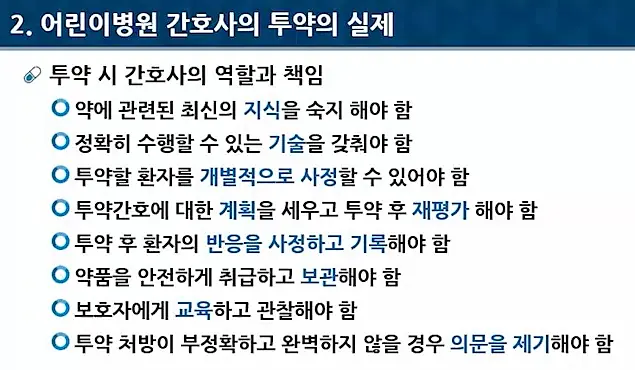 2. 어린이병원 간호사의 투약의 실제
투약 시 간호사의 역할과 책임
약에 관련된 최신의 지식을 숙지 해야 함
정확히 수행할 수 있는 기술을 갖춰야 함
투약할 환자를 개별적으로 사정할 수 있어야 함
투약간호에 대한 계획을 세우고 투약 후 재평가 해야 함
투약 후 환자의 반응을 사정하고 기록해야 함
약품을 안전하게 취급하고 보관해야 함
보호자에게 교육하고 관찰해야 함
투약 처방이 부정확하고 완벽하지 않을 경우 의문을 제기해야 함